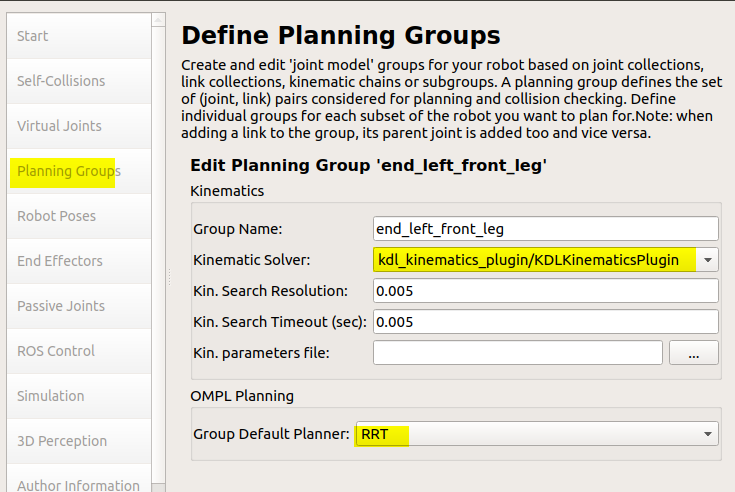 Start
Self-Collisions
Virtual Joints
Planning Groups
Robot Poses
End Effectors
Passive Joints
ROS Control
Simulation
3D Perception
Author Information
Define Planning Groups
Create and edit 'joint model' groups for your robot based on joint collections,
link collections, kinematic chains or subgroups. A planning group defines the set
of (joint, link) pairs considered for planning and collision checking. Define
individual groups for each subset of the robot you want to plan for.Note: when
adding a link to the group, its parent joint is added too and vice versa.
Edit Planning Group 'end_left_front_leg'
Kinematics
Group Name: end_left_front_leg
Kinematic Solver: kdl_kinematics_plugin/KDLKinematicsPlugin
Kin. Search Resolution: 0.005
Kin. Search Timeout (sec): 0.005
Kin. parameters file: ...
OMPL Planning
Group Default Planner: RRT